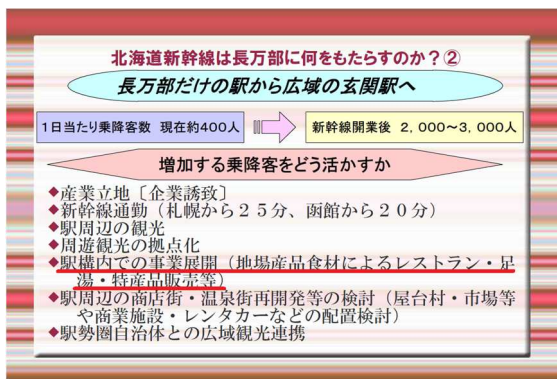 北海道新幹線は長万部に何をもたらすのか？②
長万部だけの駅から広域の玄関駅へ
1日当たり乗降客数 現在約400人
新幹線開業後 2,000～3,000人
増加する乗降客をどう活かすか
◆産業立地〔企業誘致〕
◆新幹線通勤（札幌から２５分、函館から２０分）
◆駅周辺の観光
◆周遊観光の拠点化
◆駅構内での事業展開（地場産品食材によるレストラン・足
湯・特産品販売等）
◆駅周辺の商店街・温泉街再開発等の検討（屋台村・市場等
や商業施設・レンタカーなどの配置検討）
◆駅勢圏自治体との広域観光連携